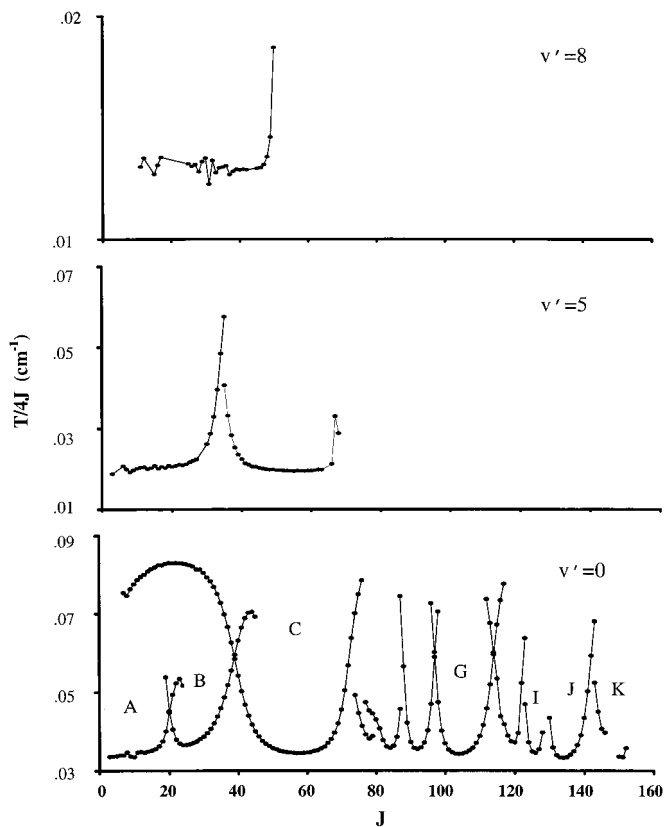 .02
v′=8
.01
.07
v′=5
.05
T/4J (cm⁻¹)
.03
.01
.09
v′=0
.07
C
G
B
A
I
J
K
.05
.03
0 20 40 60 80 100 120 140 160
J